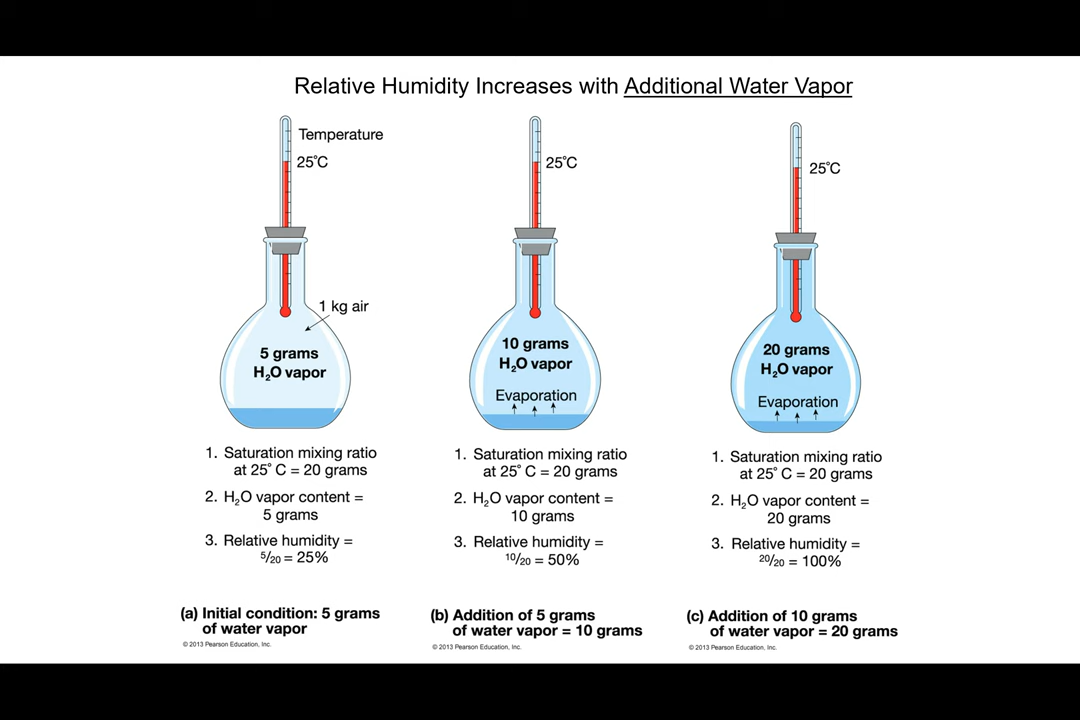 Relative Humidity Increases with Additional Water Vapor
Temperature
25°C
1 kg air
5 grams
H₂O vapor
1. Saturation mixing ratio
at 25° C = 20 grams
2. H₂O vapor content =
5 grams
3. Relative humidity =
5/20 = 25%
(a) Initial condition: 5 grams
of water vapor
© 2013 Pearson Education, Inc.
25°C
10 grams
H₂O vapor
Evaporation
1. Saturation mixing ratio
at 25° C = 20 grams
2. H₂O vapor content =
10 grams
3. Relative humidity =
10/20 = 50%
(b) Addition of 5 grams
of water vapor = 10 grams
© 2013 Pearson Education, Inc.
25°C
20 grams
H₂O vapor
Evaporation
1. Saturation mixing ratio
at 25° C = 20 grams
2. H₂O vapor content =
20 grams
3. Relative humidity =
20/20 = 100%
(c) Addition of 10 grams
of water vapor = 20 grams
© 2013 Pearson Education, Inc.